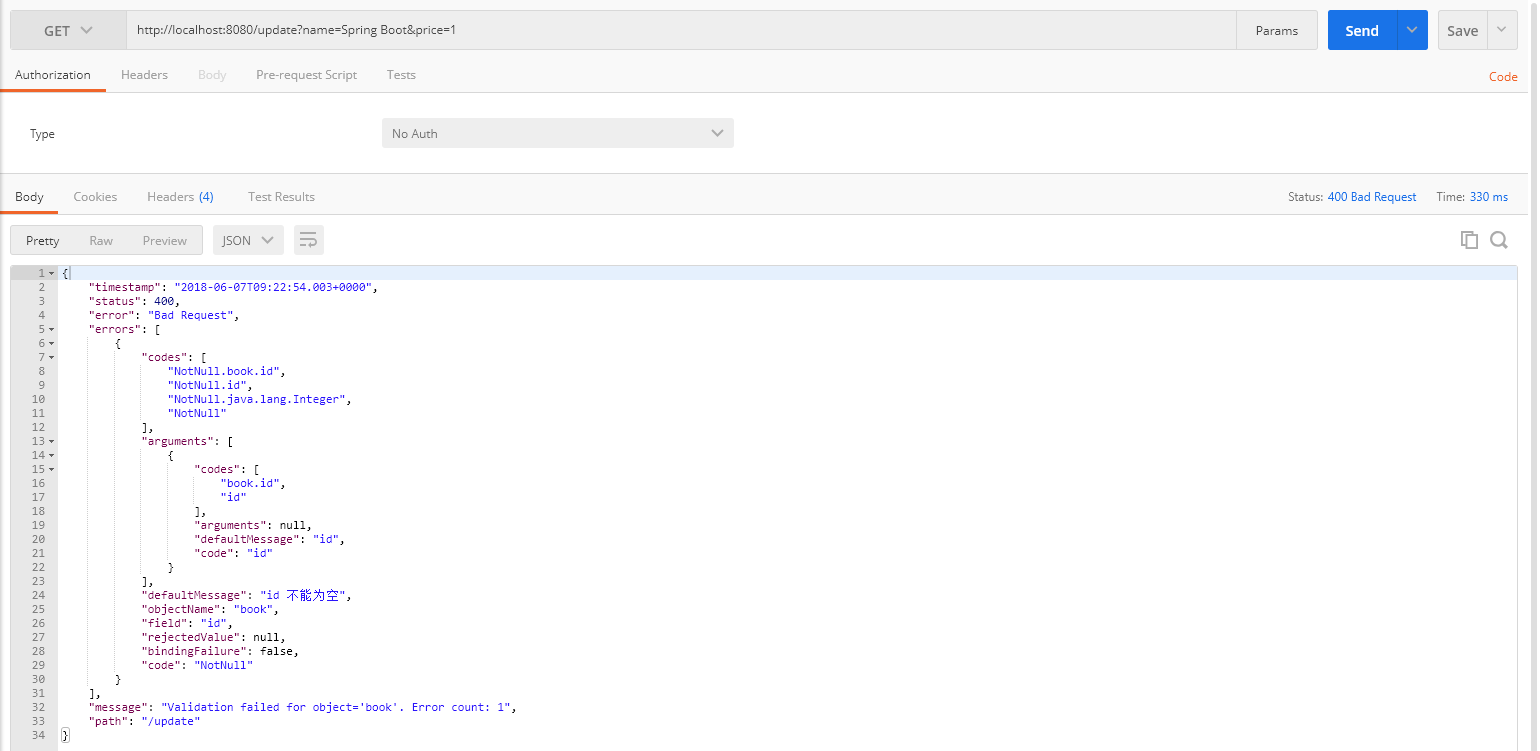 GET http://localhost:8080/update?name=Spring Boot&price=1 Params Send Save
Authorization Headers Body Pre-request Script Tests Code
Type No Auth
Body Cookies Headers (4) Test Results Status: 400 Bad Request Time: 330 ms
Pretty Raw Preview JSON
1 {
2 "timestamp": "2018-06-07T09:22:54.003+0000",
3 "status": 400,
4 "error": "Bad Request",
5 "errors": [
6 {
7 "codes": [
8 "NotNull.book.id",
9 "NotNull.id",
10 "NotNull.java.lang.Integer",
11 "NotNull"
12 ],
13 "arguments": [
14 {
15 "codes": [
16 "book.id",
17 "id"
18 ],
19 "arguments": null,
20 "defaultMessage": "id",
21 "code": "id"
22 }
23 ],
24 "defaultMessage": "id 不能为空",
25 "objectName": "book",
26 "field": "id",
27 "rejectedValue": null,
28 "bindingFailure": false,
29 "code": "NotNull"
30 }
31 ],
32 "message": "Validation failed for object='book'. Error count: 1",
33 "path": "/update"
34 }